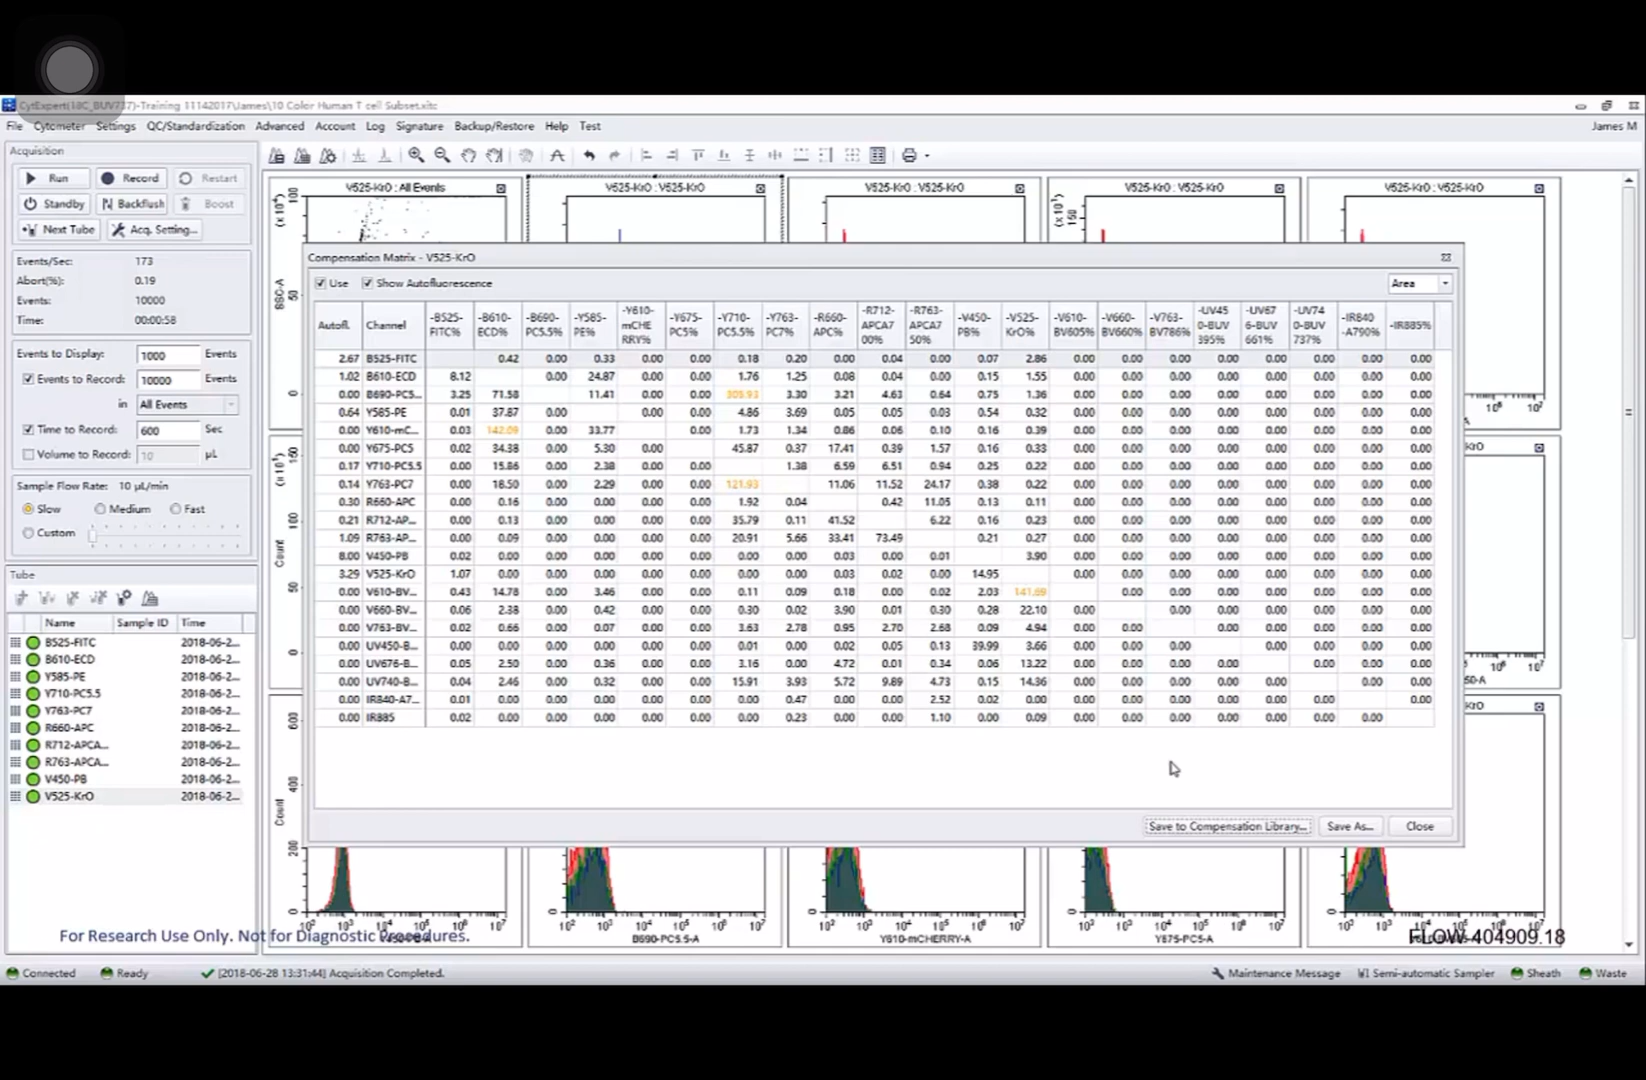 CytExpert(18C_BUV737)-Training 11142017\James\10 Color Human T cell Subset.xitc
File Cytometer Settings QC/Standardization Advanced Account Log Signature Backup/Restore Help Test James M
Acquisition
Run Record Restart
Standby Backflush Boost
Next Tube Acq. Setting...
Events/Sec: 173
Abort(%): 0.19
Events: 10000
Time: 00:00:58
Events to Display: 1000 Events
Events to Record: 10000 Events
in All Events
Time to Record: 600 Sec
Volume to Record: 10 µL
Sample Flow Rate: 10 µL/min
Slow Medium Fast
Custom
Tube
Name Sample ID Time
B525-FITC 2018-06-2...
B610-ECD 2018-06-2...
Y585-PE 2018-06-2...
Y710-PC5.5 2018-06-2...
Y763-PC7 2018-06-2...
R660-APC 2018-06-2...
R712-APCA... 2018-06-2...
R763-APCA... 2018-06-2...
V450-PB 2018-06-2...
V525-KrO 2018-06-2...
V525-KrO : All Events V525-KrO : V525-KrO V525-KrO : V525-KrO V525-KrO : V525-KrO V525-KrO : V525-KrO
Compensation Matrix - V525-KrO
Use Show Autofluorescence Area
Autofl. Channel -B525-FITC% -B610-ECD% -B690-PC5.5% -Y585-PE% -Y610-mCHERRY% -Y675-PC5% -Y710-PC5.5% -Y763-PC7% -R660-APC% -R712-APCA700% -R763-APCA750% -V450-PB% -V525-KrO% -V610-BV605% -V660-BV660% -V763-BV786% -UV450-BUV395% -UV676-BUV661% -UV740-BUV737% -IR840-A790% -IR885%
2.67 B525-FITC 0.42 0.00 0.33 0.00 0.00 0.18 0.20 0.00 0.04 0.00 0.07 2.86 0.00 0.00 0.00 0.00 0.00 0.00 0.00 0.00
1.02 B610-ECD 8.12 0.00 24.87 0.00 0.00 1.76 1.25 0.08 0.04 0.00 0.15 1.55 0.00 0.00 0.00 0.00 0.00 0.00 0.00 0.00
0.00 B690-PC5... 3.25 71.58 11.41 0.00 0.00 309.93 3.30 3.21 4.63 0.64 0.75 1.36 0.00 0.00 0.00 0.00 0.00 0.00 0.00 0.00
0.64 Y585-PE 0.01 37.87 0.00 0.00 0.00 4.86 3.69 0.05 0.05 0.03 0.54 0.32 0.00 0.00 0.00 0.00 0.00 0.00 0.00 0.00
0.00 Y610-mC... 0.03 142.09 0.00 33.77 0.00 1.73 1.34 0.86 0.06 0.10 0.16 0.39 0.00 0.00 0.00 0.00 0.00 0.00 0.00 0.00
0.00 Y675-PC5 0.02 34.38 0.00 5.30 0.00 45.87 0.37 17.41 0.39 1.57 0.16 0.33 0.00 0.00 0.00 0.00 0.00 0.00 0.00 0.00
0.17 Y710-PC5.5 0.00 15.86 0.00 2.38 0.00 0.00 1.38 6.59 6.51 0.94 0.25 0.22 0.00 0.00 0.00 0.00 0.00 0.00 0.00 0.00
0.14 Y763-PC7 0.00 18.50 0.00 2.29 0.00 0.00 121.93 11.06 11.52 24.17 0.38 0.22 0.00 0.00 0.00 0.00 0.00 0.00 0.00 0.00
0.30 R660-APC 0.00 0.16 0.00 0.00 0.00 0.00 1.92 0.04 0.42 11.05 0.13 0.11 0.00 0.00 0.00 0.00 0.00 0.00 0.00 0.00
0.21 R712-AP... 0.00 0.13 0.00 0.00 0.00 0.00 35.79 0.11 41.52 6.22 0.16 0.23 0.00 0.00 0.00 0.00 0.00 0.00 0.00 0.00
1.09 R763-AP... 0.00 0.09 0.00 0.00 0.00 0.00 20.91 5.66 33.41 73.49 0.21 0.27 0.00 0.00 0.00 0.00 0.00 0.00 0.00 0.00
8.00 V450-PB 0.02 0.00 0.00 0.00 0.00 0.00 0.00 0.00 0.03 0.00 0.01 3.90 0.00 0.00 0.00 0.00 0.00 0.00 0.00 0.00
3.29 V525-KrO 1.07 0.00 0.00 0.00 0.00 0.00 0.00 0.00 0.03 0.02 0.00 14.95 0.00 0.00 0.00 0.00 0.00 0.00 0.00 0.00
0.00 V610-BV... 0.43 14.78 0.00 3.46 0.00 0.00 0.11 0.09 0.18 0.00 0.02 2.03 141.69 0.00 0.00 0.00 0.00 0.00 0.00 0.00
0.00 V660-BV... 0.06 2.38 0.00 0.42 0.00 0.00 0.30 0.02 3.90 0.01 0.30 0.28 22.10 0.00 0.00 0.00 0.00 0.00 0.00 0.00
0.00 V763-BV... 0.02 0.66 0.00 0.07 0.00 0.00 3.63 2.78 0.95 2.70 2.68 0.09 4.94 0.00 0.00 0.00 0.00 0.00 0.00 0.00
0.00 UV450-B... 0.00 0.00 0.00 0.00 0.00 0.00 0.01 0.00 0.02 0.05 0.13 39.99 3.66 0.00 0.00 0.00 0.00 0.00 0.00 0.00
0.00 UV676-B... 0.05 2.50 0.00 0.36 0.00 0.00 3.16 0.00 4.72 0.01 0.34 0.06 13.22 0.00 0.00 0.00 0.00 0.00 0.00 0.00
0.00 UV740-B... 0.04 2.46 0.00 0.32 0.00 0.00 15.91 3.93 5.72 9.89 4.73 0.15 14.36 0.00 0.00 0.00 0.00 0.00 0.00 0.00
0.00 IR840-A7... 0.01 0.00 0.00 0.00 0.00 0.00 0.00 0.47 0.00 0.00 2.52 0.02 0.00 0.00 0.00 0.00 0.00 0.00 0.00 0.00
0.00 IR885 0.02 0.00 0.00 0.00 0.00 0.00 0.00 0.23 0.00 0.00 1.10 0.00 0.09 0.00 0.00 0.00 0.00 0.00 0.00 0.00
Save to Compensation Library... Save As... Close
B690-PC5.5-A Y610-mCHERRY-A Y675-PC5-A
For Research Use Only. Not for Diagnostic Procedures. FLOW-404909.18
Connected Ready [2018-06-28 13:31:44] Acquisition Completed. Maintenance Message Semi-automatic Sampler Sheath Waste